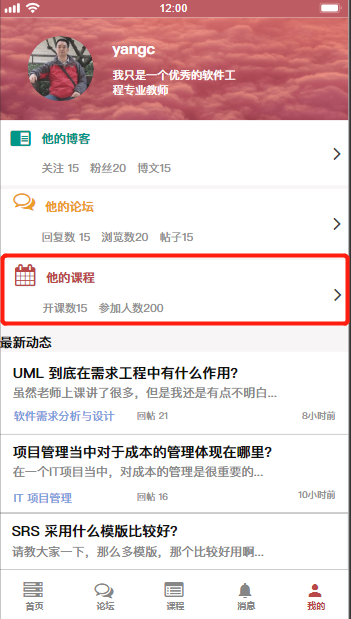 12:00
yangc
我只是一个优秀的软件工
程专业教师
他的博客
关注 15 粉丝20 博文15
他的论坛
回复数 15 浏览数20 帖子15
他的课程
开课数15 参加人数200
最新动态
UML 到底在需求工程中有什么作用?
虽然老师上课讲了很多，但是我还是有点不明白...
软件需求分析与设计 回帖 21 8小时前
项目管理当中对于成本的管理体现在哪里?
在一个IT项目当中，对成本的管理是很重要的...
IT 项目管理 回帖 16 10小时前
SRS 采用什么模版比较好?
请教大家一下，那么多模版，那个比较好用啊...
首页 论坛 课程 消息 我的